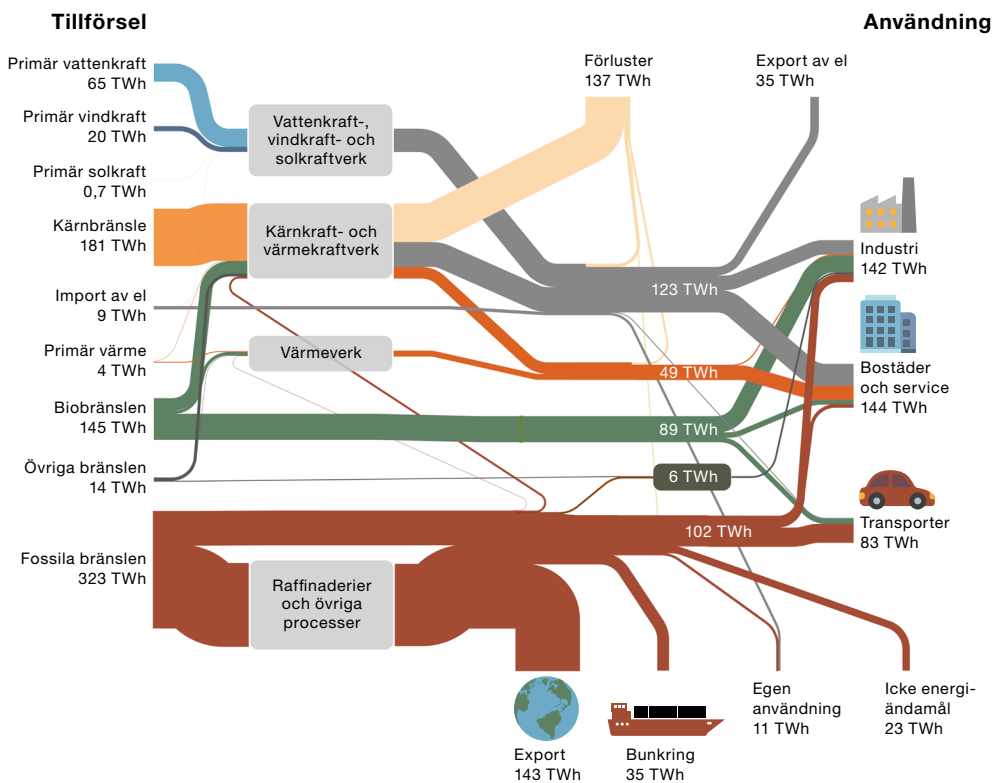 Tillförsel
Användning
Primär vattenkraft
65 TWh
Primär vindkraft
20 TWh
Primär solkraft
0,7 TWh
Kärnbränsle
181 TWh
Import av el
9 TWh
Primär värme
4 TWh
Biobränslen
145 TWh
Övriga bränslen
14 TWh
Fossila bränslen
323 TWh
Vattenkraft-,
vindkraft- och
solkraftverk
Kärnkraft- och
värmekraftverk
Värmeverk
Raffinaderier
och övriga
processer
Förluster
137 TWh
Export av el
35 TWh
123 TWh
49 TWh
89 TWh
6 TWh
102 TWh
Industri
142 TWh
Bostäder
och service
144 TWh
Transporter
83 TWh
Export
143 TWh
Bunkring
35 TWh
Egen
användning
11 TWh
Icke energi-
ändamål
23 TWh